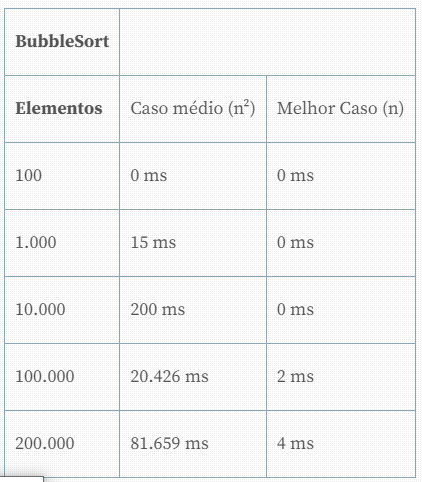 BubbleSort
Elementos Caso médio (n²) Melhor Caso (n)
100 0 ms 0 ms
1.000 15 ms 0 ms
10.000 200 ms 0 ms
100.000 20.426 ms 2 ms
200.000 81.659 ms 4 ms